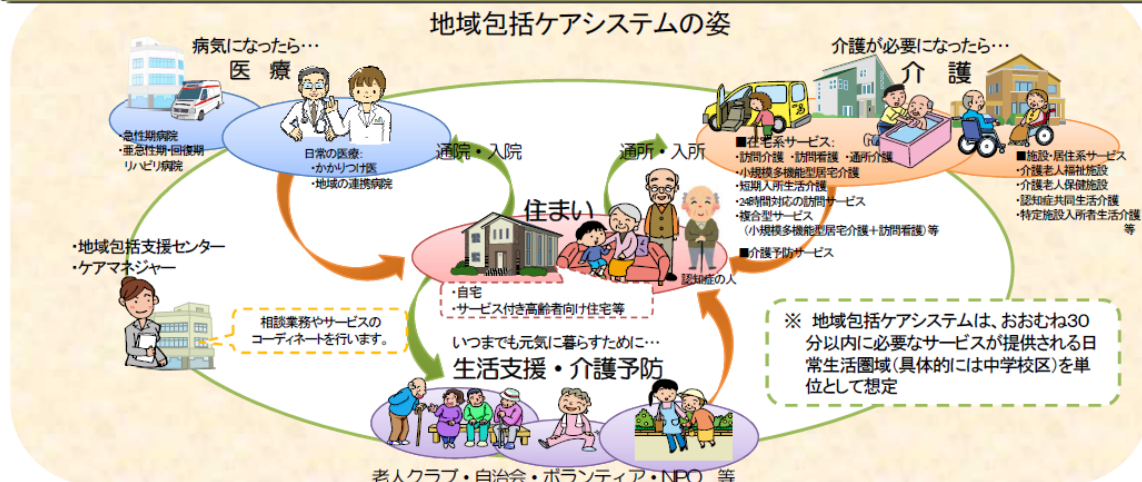 地域包括ケアシステムの姿
病気になったら…
医　療
・急性期病院
・亜急性期・回復期
リハビリ病院
日常の医療:
・かかりつけ医
・地域の連携病院
通院・入院
通所・入所
介護が必要になったら…
介　護
■在宅系サービス:
・訪問介護 ・訪問看護 ・通所介護
・小規模多機能型居宅介護
・短期入所生活介護
・24時間対応の訪問サービス
・複合型サービス
（小規模多機能型居宅介護＋訪問看護）等
■介護予防サービス
■施設・居住系サービス
・介護老人福祉施設
・介護老人保健施設
・認知症共同生活介護
・特定施設入所者生活介護
等
住まい
認知症の人
・自宅
・サービス付き高齢者向け住宅等
・地域包括支援センター
・ケアマネジャー
相談業務やサービスの
コーディネートを行います。
いつまでも元気に暮らすために…
生活支援・介護予防
老人クラブ・自治会・ボランティア・NPO　等
※　地域包括ケアシステムは、おおむね30
分以内に必要なサービスが提供される日
常生活圏域（具体的には中学校区）を単
位として想定